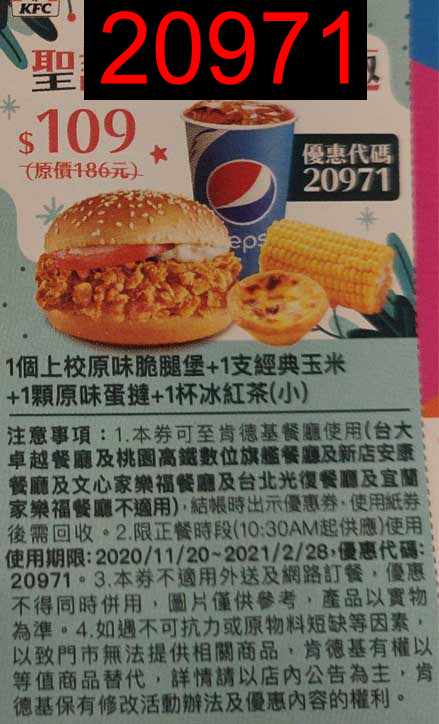 KFC
20971
聖
$109
(原價186元)
優惠代碼
20971
peps
1個上校原味脆腿堡+1支經典玉米
+1顆原味蛋撻+1杯冰紅茶(小)
注意事項：1.本券可至肯德基餐廳使用(台大
卓越餐廳及桃園高鐵數位旗艦餐廳及新店安康
餐廳及文心家樂福餐廳及台北光復餐廳及宜蘭
家樂福餐廳不適用)，結帳時出示優惠券，使用紙券
後需回收。2.限正餐時段(10:30AM起供應)使用
使用期限：2020/11/20~2021/2/28，優惠代碼：
20971。3.本券不適用外送及網路訂餐，優惠
不得同時併用，圖片僅供參考，產品以實物
為準。4.如遇不可抗力或原物料短缺等因素，
以致門市無法提供相關商品，肯德基有權以
等值商品替代，詳情請以店內公告為主，肯
德基保有修改活動辦法及優惠內容的權利。